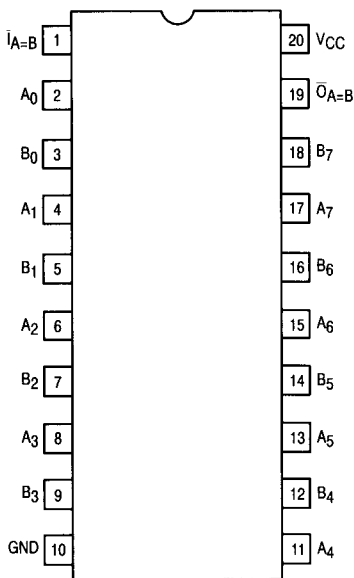 Ī A=B 1 20 VCC
A0 2 19 Ō A=B
B0 3 18 B7
A1 4 17 A7
B1 5 16 B6
A2 6 15 A6
B2 7 14 B5
A3 8 13 A5
B3 9 12 B4
GND 10 11 A4